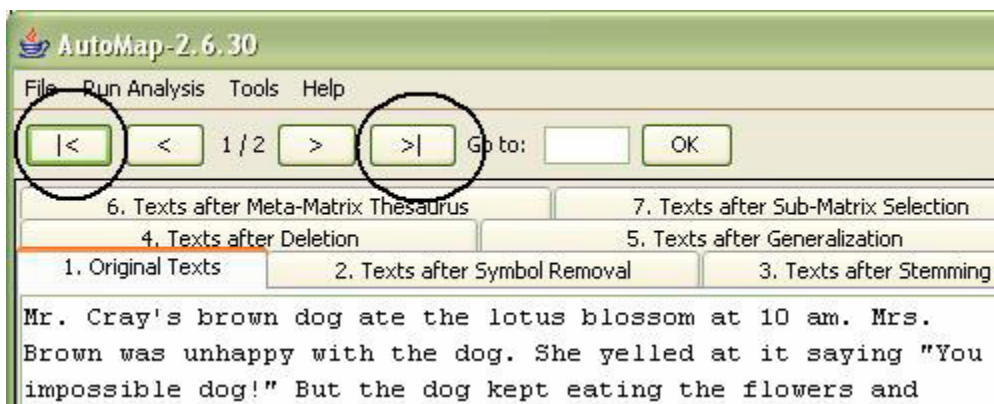 AutoMap-2.6.30
File Run Analysis Tools Help
|< < 1 / 2 > >| Go to: OK
6. Texts after Meta-Matrix Thesaurus 7. Texts after Sub-Matrix Selection
4. Texts after Deletion 5. Texts after Generalization
1. Original Texts 2. Texts after Symbol Removal 3. Texts after Stemming
Mr. Cray's brown dog ate the lotus blossom at 10 am. Mrs.
Brown was unhappy with the dog. She yelled at it saying "You
impossible dog!" But the dog kept eating the flowers and